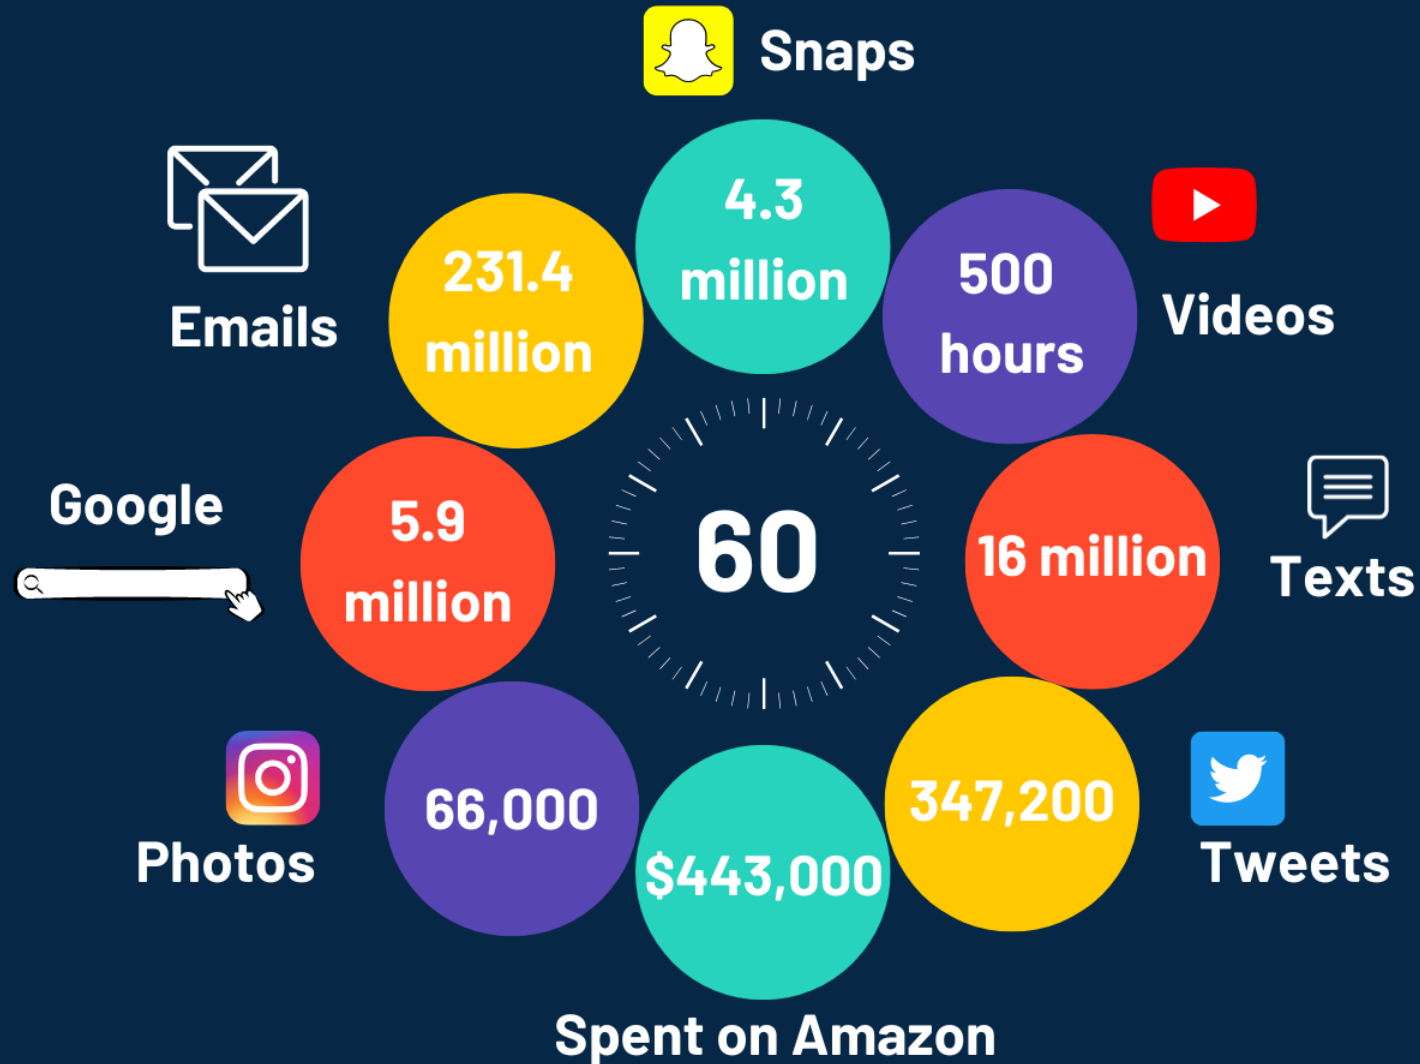 Snaps
4.3
million
500
hours
Videos
231.4
million
Emails
Google
5.9
million
60
16 million
Texts
66,000
Photos
$443,000
347,200
Tweets
Spent on Amazon